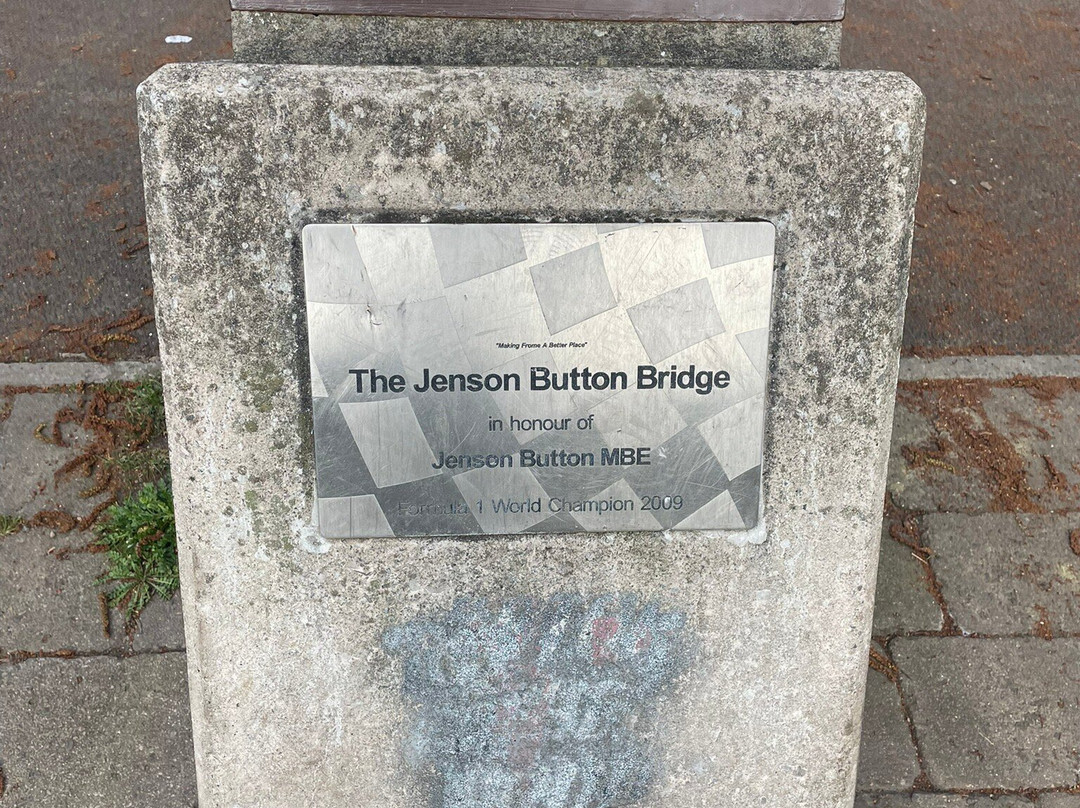 "Making Frome A Better Place"
The Jenson Button Bridge
in honour of
Jenson Button MBE
Formula 1 World Champion 2009